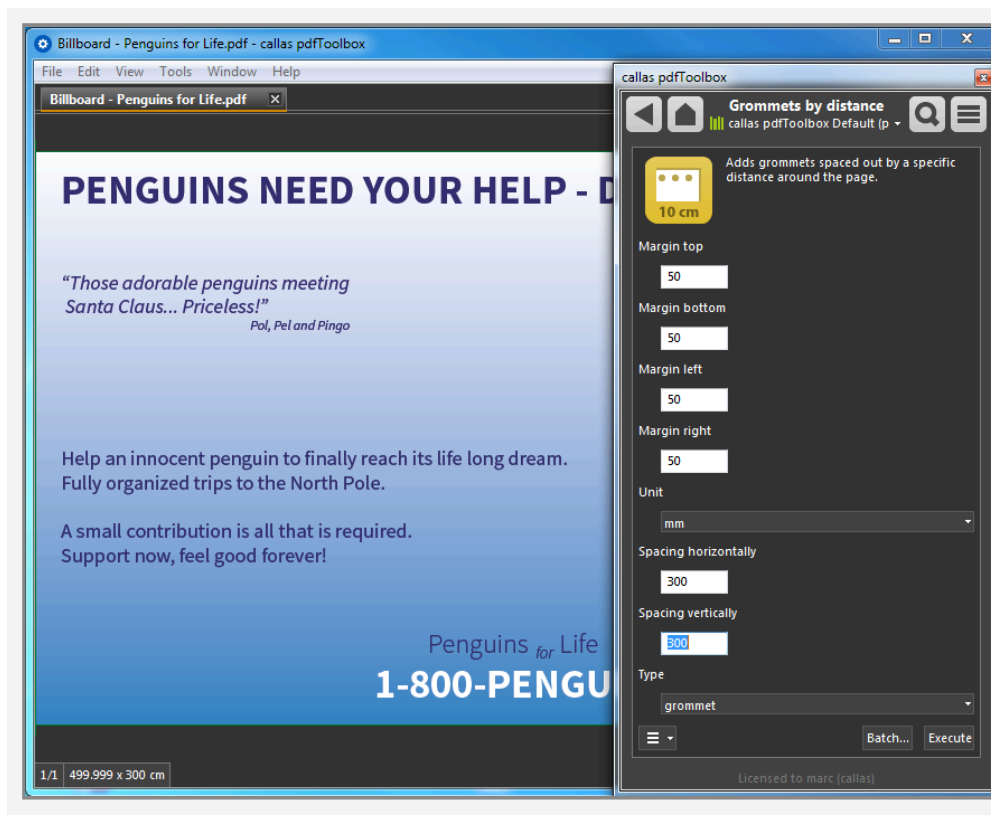 Billboard - Penguins for Life.pdf - callas pdfToolbox
File Edit View Tools Window Help
Billboard - Penguins for Life.pdf
PENGUINS NEED YOUR HELP - D
“Those adorable penguins meeting
Santa Claus... Priceless!”
Pol, Pel and Pingo
Help an innocent penguin to finally reach its life long dream.
Fully organized trips to the North Pole.
A small contribution is all that is required.
Support now, feel good forever!
Penguins for Life
1-800-PENGU
1/1 499.999 x 300 cm
callas pdfToolbox
Grommets by distance
callas pdfToolbox Default (p
10 cm
Adds grommets spaced out by a specific
distance around the page.
Margin top
50
Margin bottom
50
Margin left
50
Margin right
50
Unit
mm
Spacing horizontally
300
Spacing vertically
300
Type
grommet
Batch... Execute
Licensed to marc (callas)